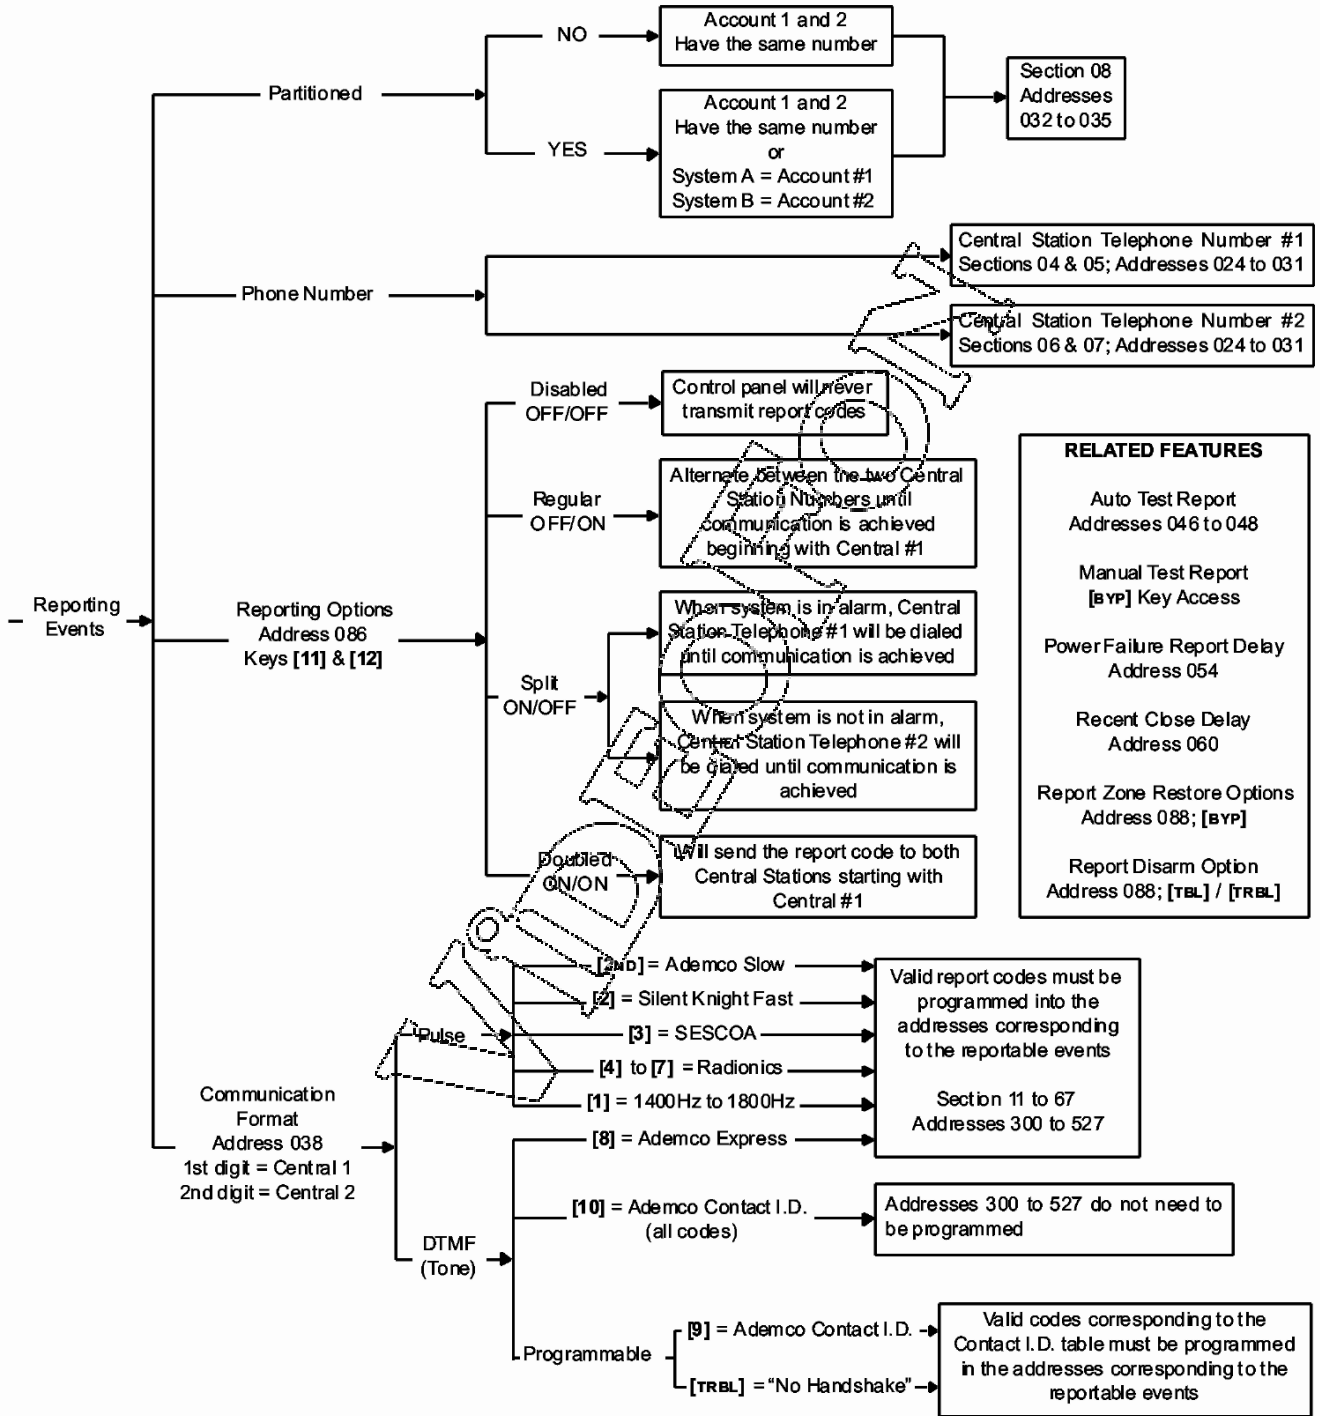 NO
Account 1 and 2
Have the same number
Partitioned
Section 08
Addresses
032 to 035
YES
Account 1 and 2
Have the same number
or
System A = Account #1
System B = Account #2
Phone Number
Central Station Telephone Number #1
Sections 04 & 05; Addresses 024 to 031
Central Station Telephone Number #2
Sections 06 & 07; Addresses 024 to 031
Reporting
Events
Reporting Options
Address 086
Keys [11] & [12]
Disabled
OFF/OFF
Control panel will never
transmit report codes
Regular
OFF/ON
Alternate between the two Central
Station Numbers until
communication is achieved
beginning with Central #1
Split
ON/OFF
When system is in alarm, Central
Station Telephone #1 will be dialed
until communication is achieved
When system is not in alarm,
Central Station Telephone #2 will
be dialed until communication is
achieved
Doubled
ON/ON
Will send the report code to both
Central Stations starting with
Central #1
RELATED FEATURES
Auto Test Report
Addresses 046 to 048
Manual Test Report
[BYP] Key Access
Power Failure Report Delay
Address 054
Recent Close Delay
Address 060
Report Zone Restore Options
Address 088; [BYP]
Report Disarm Option
Address 088; [TBL] / [TRBL]
Communication
Format
Address 038
1st digit = Central 1
2nd digit = Central 2
Pulse
[2ND] = Ademco Slow
[2] = Silent Knight Fast
[3] = SESCOA
[4] to [7] = Radionics
[1] = 1400Hz to 1800Hz
[8] = Ademco Express
Valid report codes must be
programmed into the
addresses corresponding
to the reportable events
Section 11 to 67
Addresses 300 to 527
DTMF
(Tone)
[10] = Ademco Contact I.D.
(all codes)
Addresses 300 to 527 do not need to
be programmed
Programmable
[9] = Ademco Contact I.D.
[TRBL] = “No Handshake”
Valid codes corresponding to the
Contact I.D. table must be programmed
in the addresses corresponding to the
reportable events